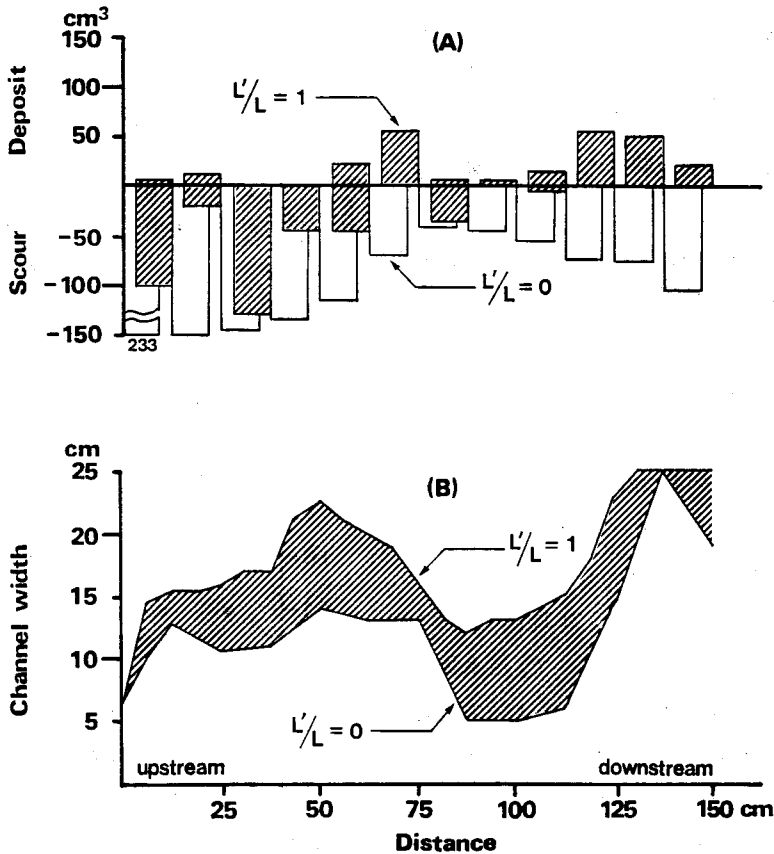 cm³
150
(A)
100
L'/L = 1
50
Deposit
Scour
-50
-100
L'/L = 0
-150
233
cm
25
(B)
20
L'/L = 1
15
Channel width
10
5
L'/L = 0
upstream
downstream
25
50
75
100
125
150 cm
Distance